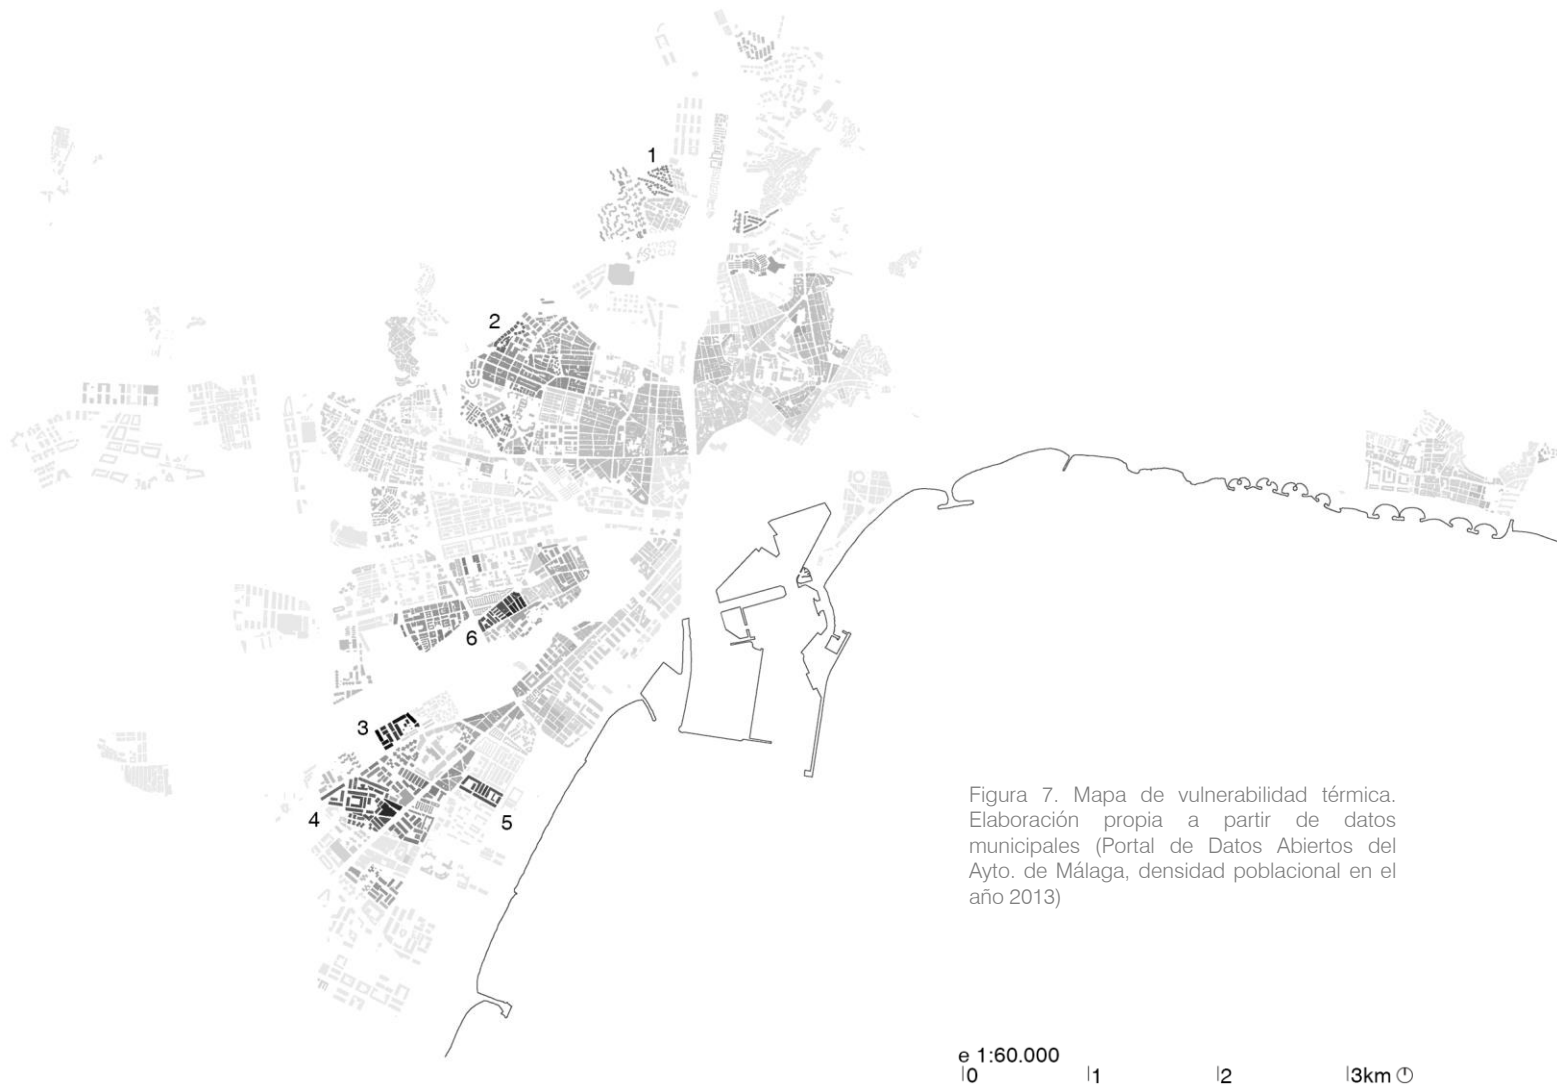 1
2
6
3
4
5
Figura 7. Mapa de vulnerabilidad térmica.
Elaboración propia a partir de datos
municipales (Portal de Datos Abiertos del
Ayto. de Málaga, densidad poblacional en el
año 2013)
e 1:60.000
0 1 2 3km